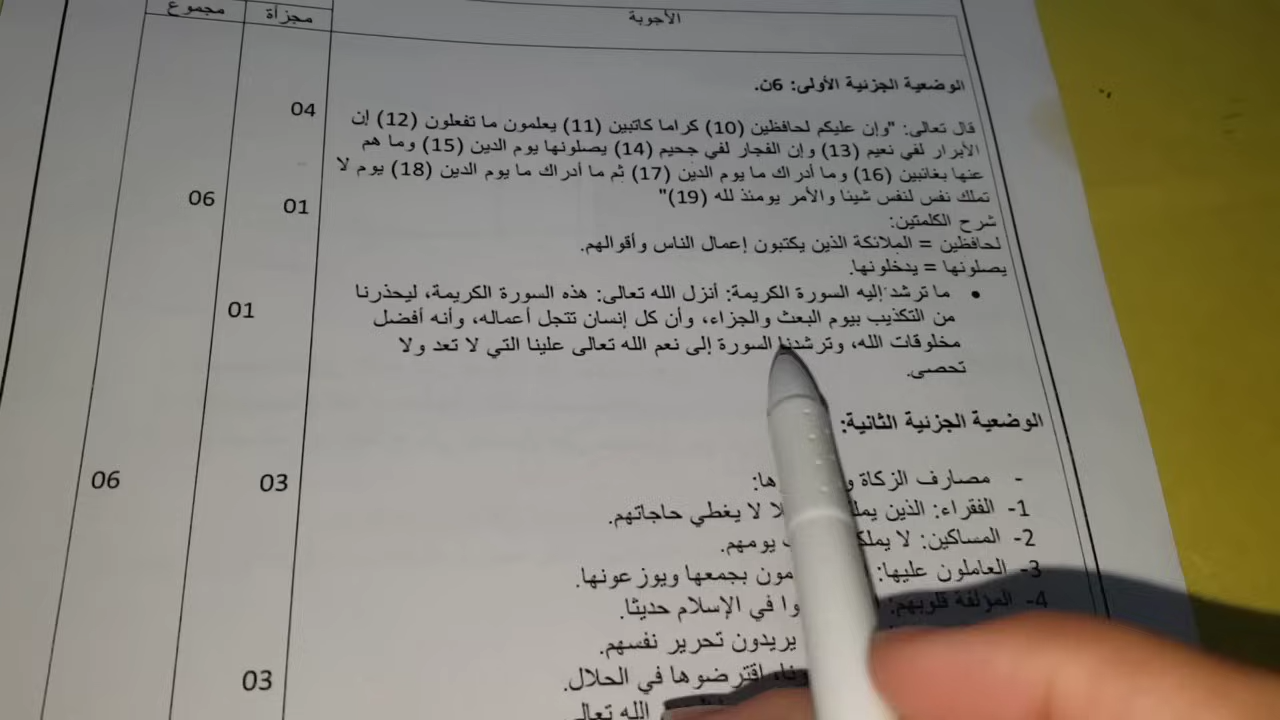 الأجوبة
مجزأة
مجموع
الوضعية الجزئية الأولى: 6ن.
قال تعالى: "وإن عليكم لحافظين (10) كراما كاتبين (11) يعلمون ما تفعلون (12) إن
الأبرار لفي نعيم (13) وإن الفجار لفي جحيم (14) يصلونها يوم الدين (15) وما هم
عنها بغائبين (16) وما أدراك ما يوم الدين (17) ثم ما أدراك ما يوم الدين (18) يوم لا
تملك نفس لنفس شيئا والأمر يومئذ لله (19)"
شرح الكلمتين:
لحافظين = الملائكة الذين يكتبون إعمال الناس وأقوالهم.
يصلونها = يدخلونها.
• ما ترشد إليه السورة الكريمة: أنزل الله تعالى: هذه السورة الكريمة، ليحذرنا
من التكذيب بيوم البعث والجزاء، وأن كل إنسان تتجل أعماله، وأنه أفضل
مخلوقات الله، وترشدنا السورة إلى نعم الله تعالى علينا التي لا تعد ولا
تحصى.
04
01
06
01
الوضعية الجزئية الثانية:
- مصارف الزكاة و ها:
1- الفقراء: الذين لا يغطي حاجاتهم.
2- المساكين: لا يومهم.
3- العاملون عليها: بجمعها ويوزعونها.
4- المؤلفة قلوبهم: في الإسلام حديثا.
يريدون تحرير نفسهم.
اقترضوها في الحلال.
الله تعالى
03
06
03